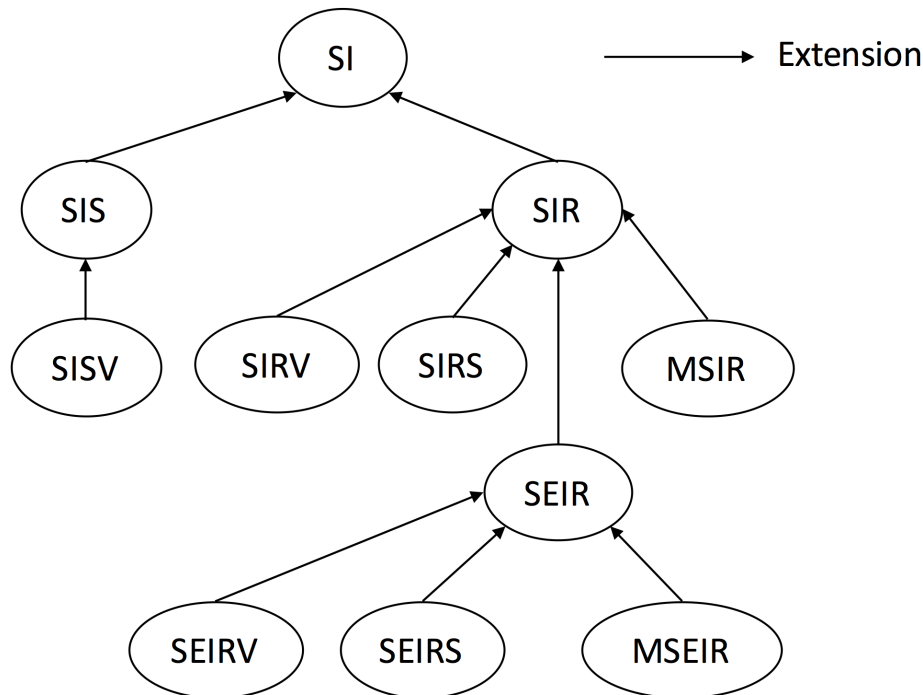 SI
Extension
SIS
SIR
SISV
SIRV
SIRS
MSIR
SEIR
SEIRV
SEIRS
MSEIR